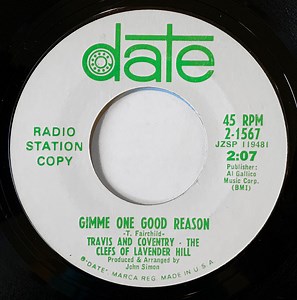 date
RADIO
STATION
COPY
45 RPM
2-1567
JZSP 119481
2:07
Publisher:
Al Gallico
Music Corp.
(BMI)
GIMME ONE GOOD REASON
-T. Fairchild-
TRAVIS AND COVENTRY - THE
CLEFS OF LAVENDER HILL
Produced & Arranged by
John Simon
® "DATE" MARCA REG. MADE IN U.S.A.